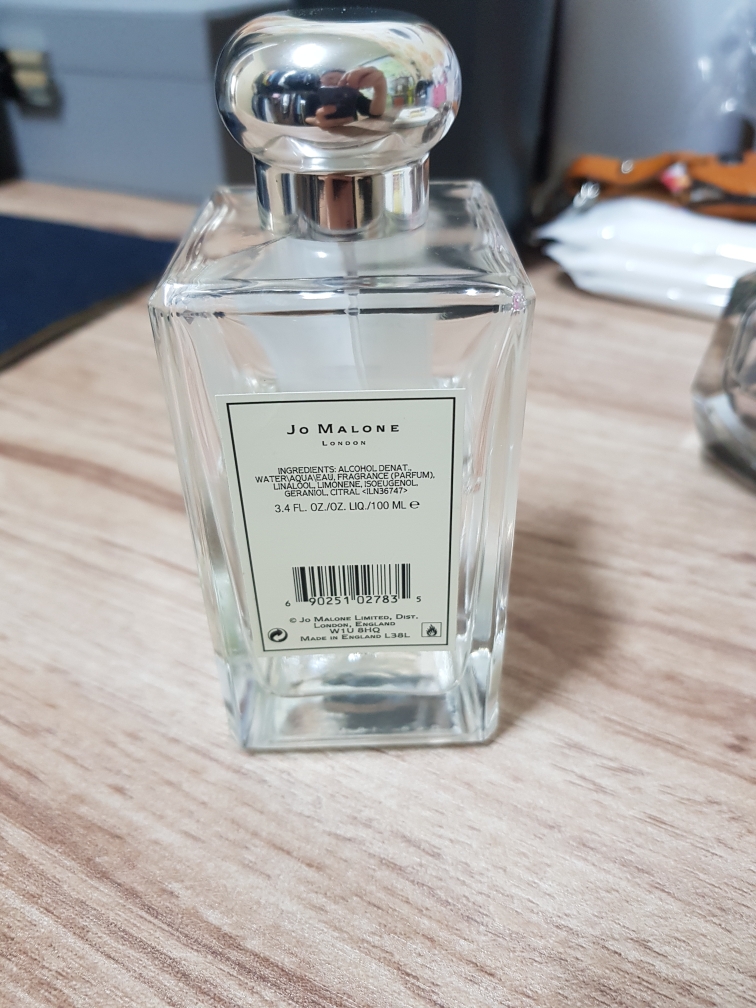 Jo Malone
London
INGREDIENTS: ALCOHOL DENAT.,
WATER\AQUA\EAU, FRAGRANCE (PARFUM),
LINALOOL, LIMONENE, ISOEUGENOL,
GERANIOL, CITRAL <ILN36747>
3.4 FL. OZ./OZ. LIQ./100 ML ℮
6 90251 02783 5
© Jo Malone Limited, Dist.
London, England
W1U 8HQ
Made in England L38L